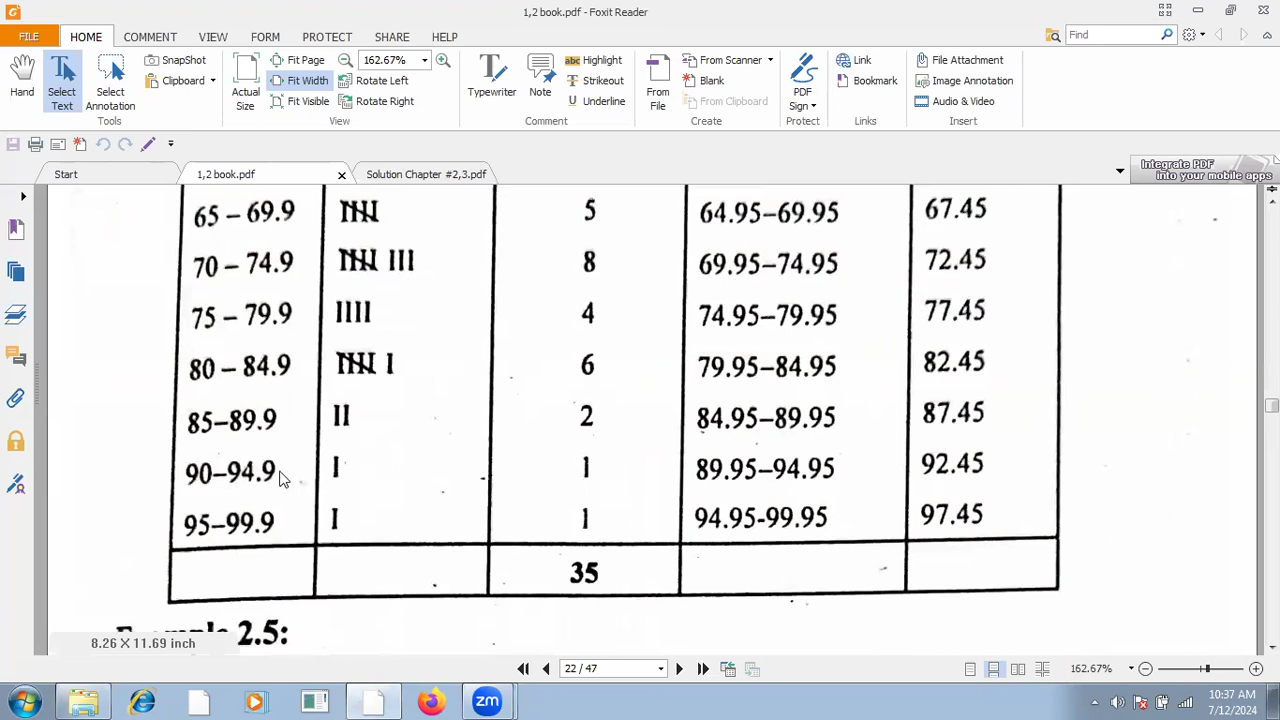 1,2 book.pdf - Foxit Reader
FILE HOME COMMENT VIEW FORM PROTECT SHARE HELP Find
SnapShot Fit Page 162.67% Highlight From Scanner Link File Attachment
Clipboard Fit Width Rotate Left Strikeout Blank Bookmark Image Annotation
Hand Select Text Select Annotation Actual Size Fit Visible Rotate Right Typewriter Note Underline From File From Clipboard PDF Sign Audio & Video
Tools View Comment Create Protect Links Insert
Start 1,2 book.pdf Solution Chapter #2,3.pdf Integrate PDF
into your mobile apps
65 – 69.9 5 64.95–69.95 67.45
70 – 74.9 III 8 69.95–74.95 72.45
75 – 79.9 IIII 4 74.95–79.95 77.45
80 – 84.9 I 6 79.95–84.95 82.45
85–89.9 II 2 84.95–89.95 87.45
90–94.9 I 1 89.95–94.95 92.45
95–99.9 I 1 94.95-99.95 97.45
35
2.5:
8.26 X 11.69 inch
22 / 47 162.67%
zm 10:37 AM
7/12/2024